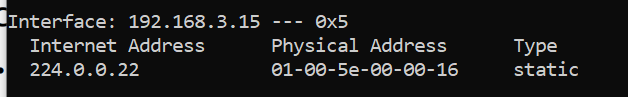 Interface: 192.168.3.15 --- 0x5
Internet Address Physical Address Type
224.0.0.22 01-00-5e-00-00-16 static